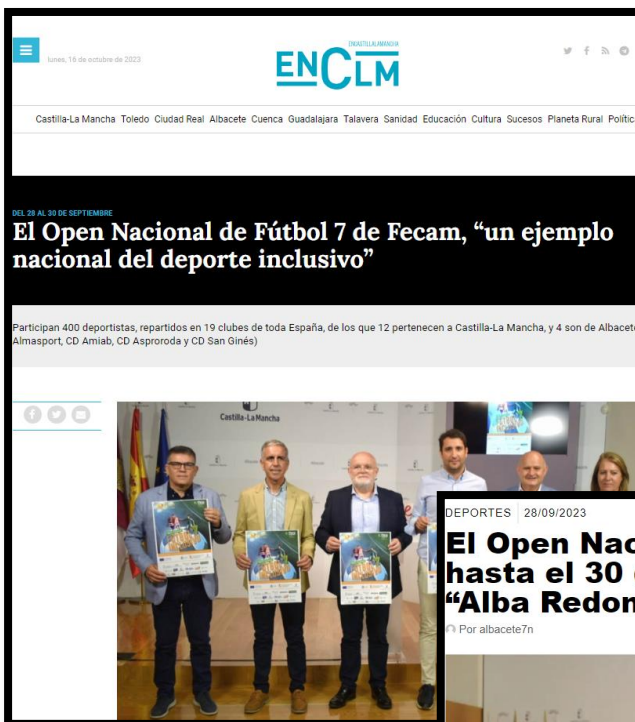 lunes, 16 de octubre de 2023
ENCASTILLALAMANCHA
ENCLM
Castilla-La Mancha Toledo Ciudad Real Albacete Cuenca Guadalajara Talavera Sanidad Educación Cultura Sucesos Planeta Rural Polític
DEL 28 AL 30 DE SEPTIEMBRE
El Open Nacional de Fútbol 7 de Fecam, “un ejemplo
nacional del deporte inclusivo”
Participan 400 deportistas, repartidos en 19 clubes de toda España, de los que 12 pertenecen a Castilla-La Mancha, y 4 son de Albacet
Almasport, CD Amiab, CD Asproroda y CD San Ginés)
Castilla-La Mancha
DEPORTES 28/09/2023
El Open Nac
hasta el 30
“Alba Redon
Por albacete7n